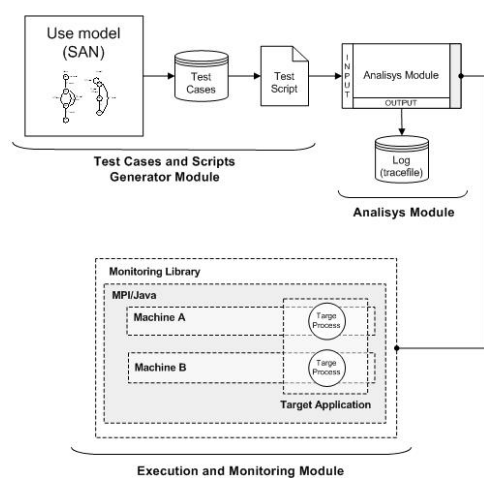 Use model
(SAN)
Test
Cases
Test
Script
INPUT
Analisys Module
OUTPUT
Log
(tracefile)
Test Cases and Scripts
Generator Module
Analisys Module
Monitoring Library
MPI/Java
Machine A
Targe
Process
Machine B
Targe
Process
Target Application
Execution and Monitoring Module